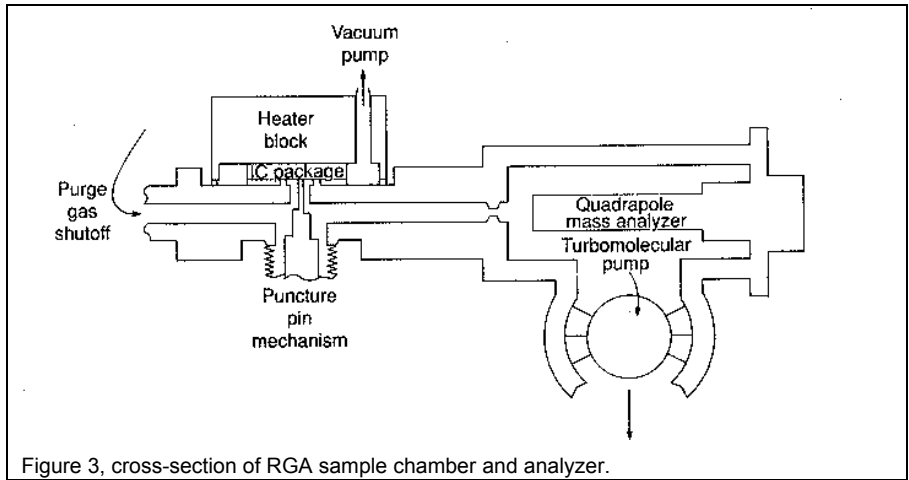 Vacuum
pump
Heater
block
IC package
Purge
gas
shutoff
Quadrapole
mass analyzer
Turbomolecular
pump
Puncture
pin
mechanism
Figure 3, cross-section of RGA sample chamber and analyzer.